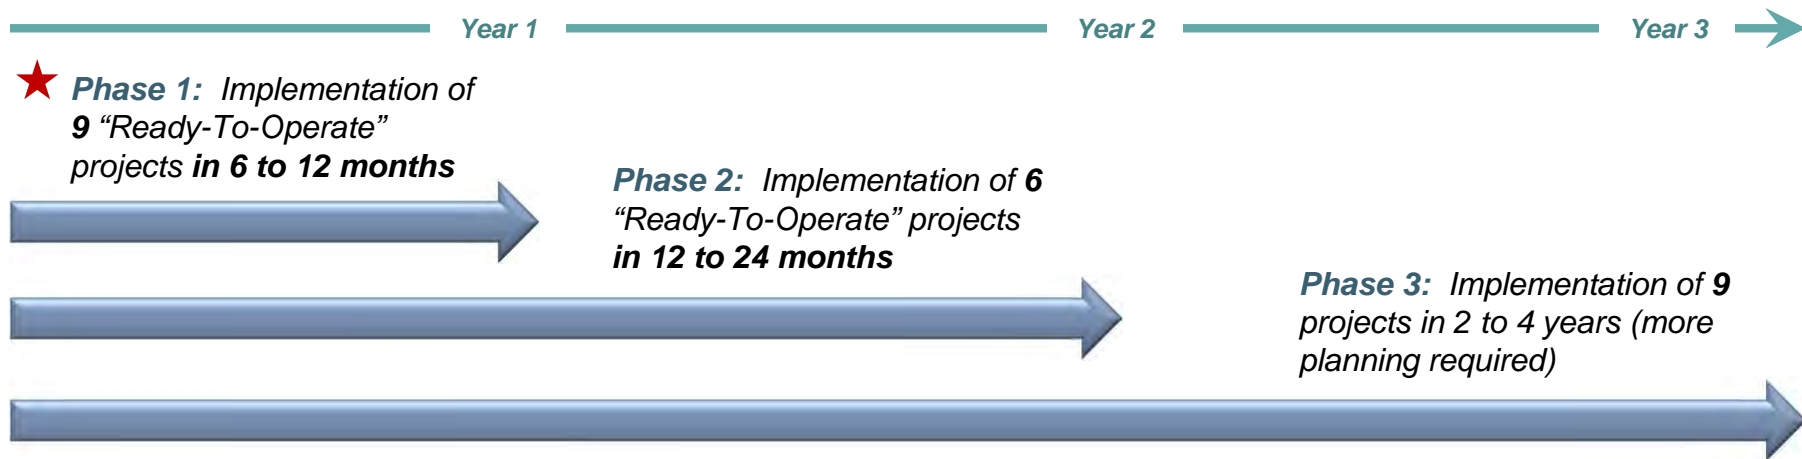 Year 1
Year 2
Year 3
Phase 1: Implementation of
9 “Ready-To-Operate”
projects in 6 to 12 months
Phase 2: Implementation of 6
“Ready-To-Operate” projects
in 12 to 24 months
Phase 3: Implementation of 9
projects in 2 to 4 years (more
planning required)